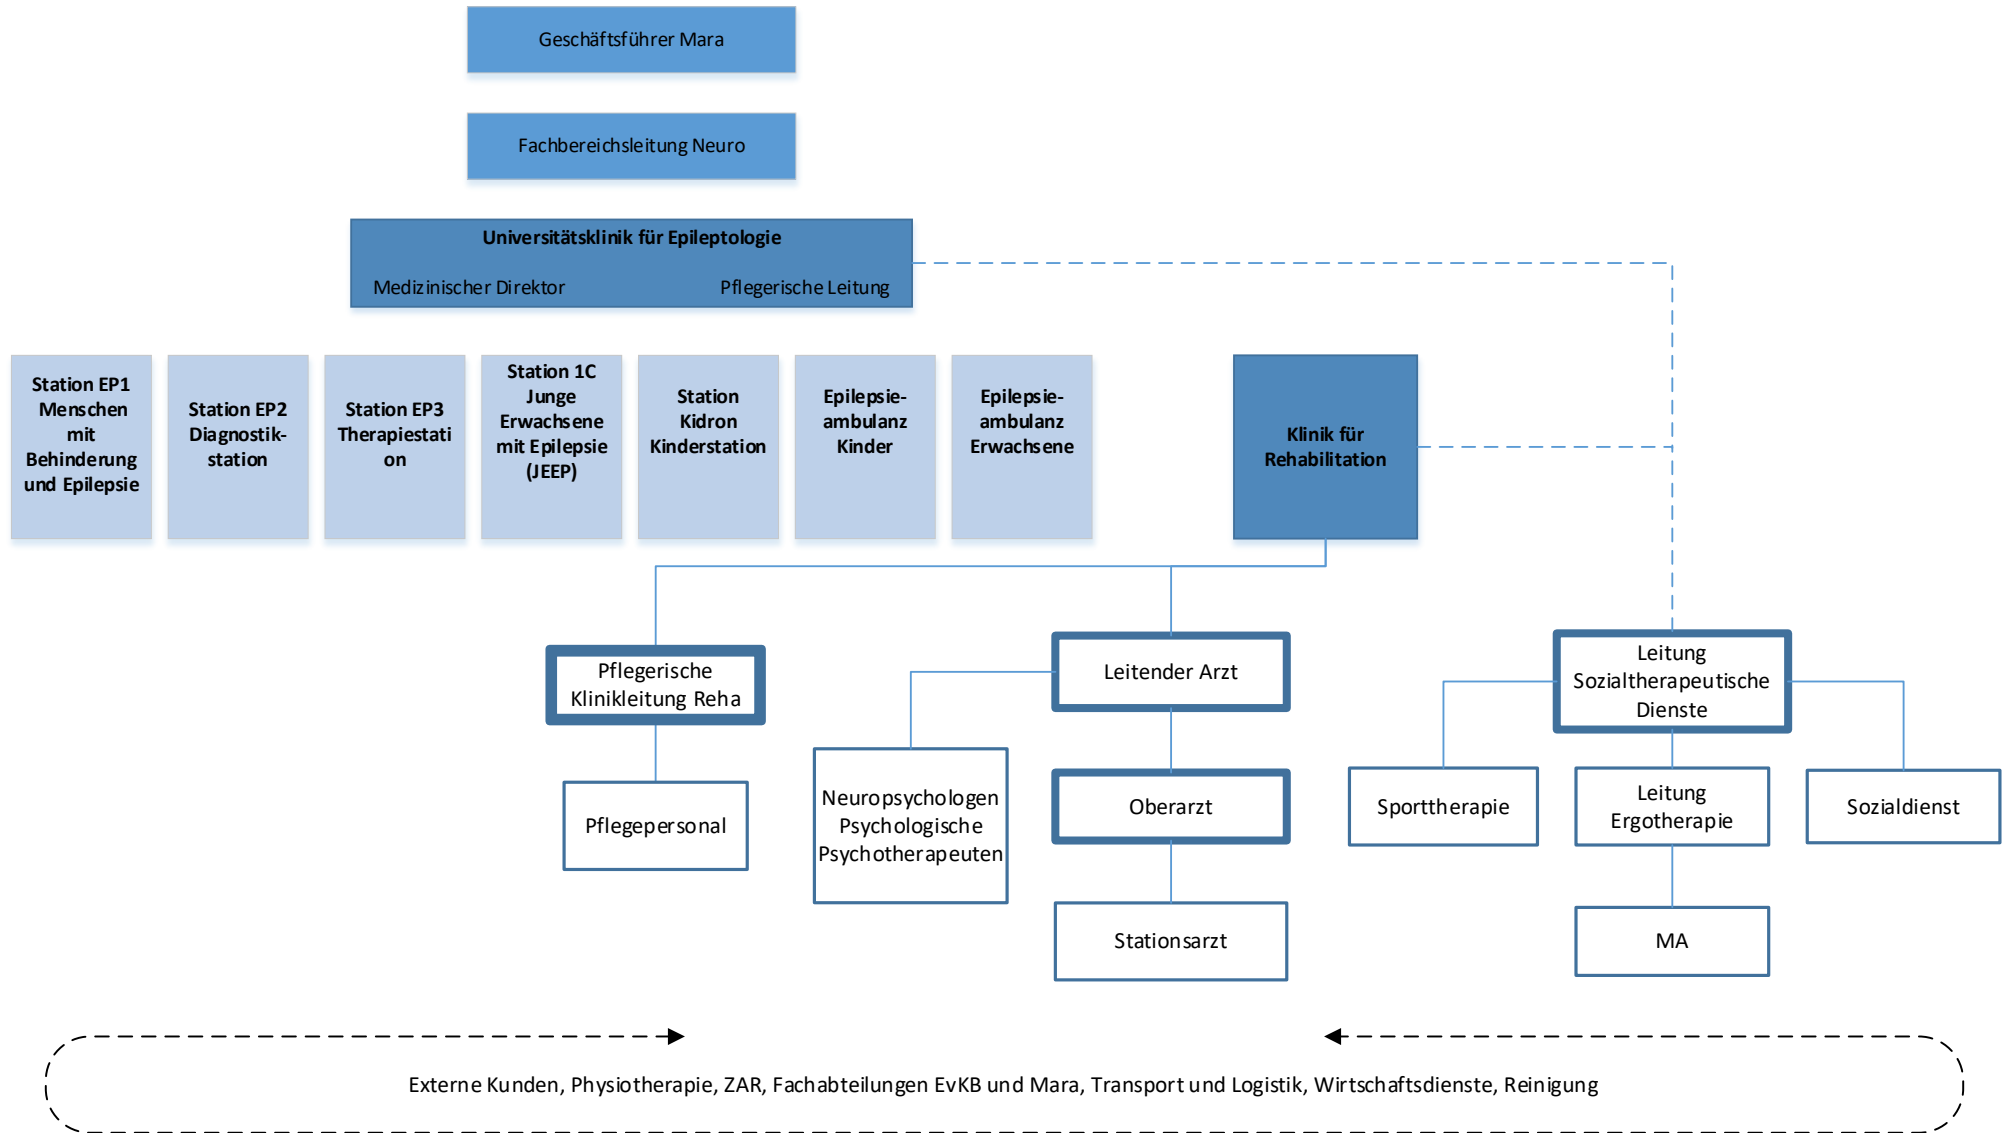 Geschäftsführer Mara
Fachbereichsleitung Neuro
Universitätsklinik für Epileptologie
Medizinischer Direktor
Pflegerische Leitung
Station EP1
Menschen
mit
Behinderung
und Epilepsie
Station EP2
Diagnostik-
station
Station EP3
Therapiestati
on
Station 1C
Junge
Erwachsene
mit Epilepsie
(JEEP)
Station
Kidron
Kinderstation
Epilepsie-
ambulanz
Kinder
Epilepsie-
ambulanz
Erwachsene
Klinik für
Rehabilitation
Pflegerische
Klinikleitung Reha
Leitender Arzt
Leitung
Sozialtherapeutische
Dienste
Pflegepersonal
Neuropsychologen
Psychologische
Psychotherapeuten
Oberarzt
Sporttherapie
Leitung
Ergotherapie
Sozialdienst
Stationsarzt
MA
Externe Kunden, Physiotherapie, ZAR, Fachabteilungen EvKB und Mara, Transport und Logistik, Wirtschaftsdienste, Reinigung